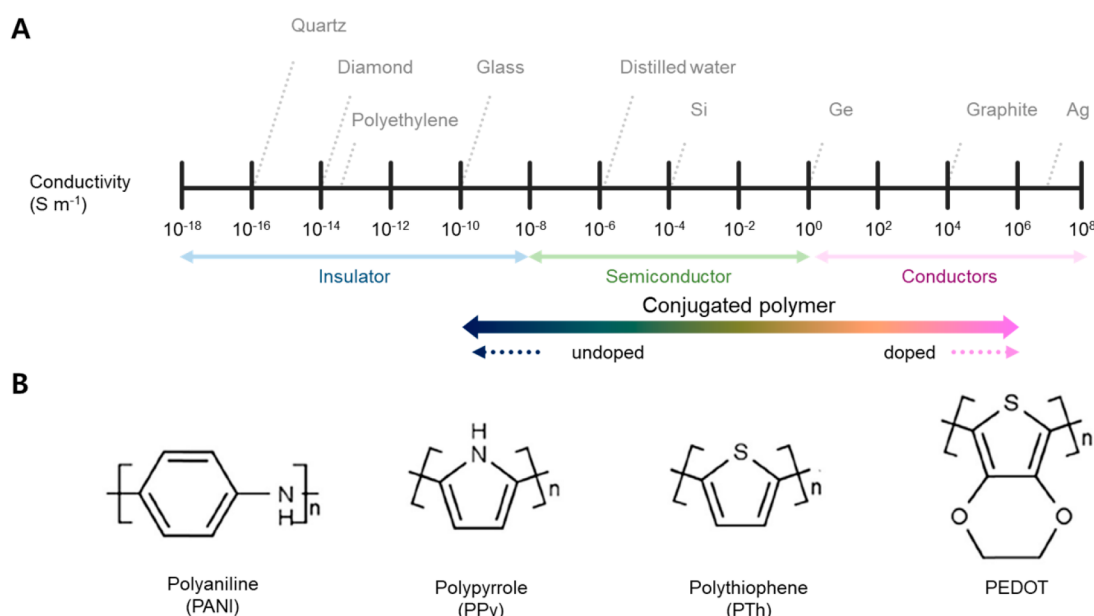 A
Quartz
Diamond
Glass
Distilled water
Polyethylene
Si
Ge
Graphite
Ag
Conductivity
(S m⁻¹)
10⁻¹⁸ 10⁻¹⁶ 10⁻¹⁴ 10⁻¹² 10⁻¹⁰ 10⁻⁸ 10⁻⁶ 10⁻⁴ 10⁻² 10⁰ 10² 10⁴ 10⁶ 10⁸
Insulator
Semiconductor
Conductors
Conjugated polymer
undoped
doped
B
N
H
n
H
N
n
S
n
S
n
O
O
Polyaniline
(PANI)
Polypyrrole
(PPy)
Polythiophene
(PTh)
PEDOT